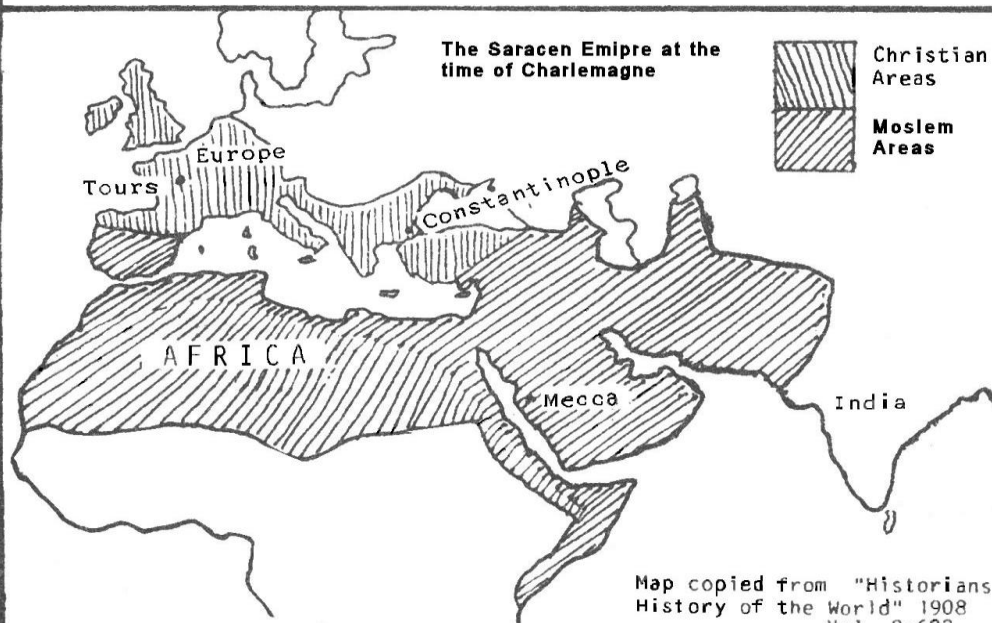 The Saracen Emipre at the
time of Charlemagne
Christian
Areas
Moslem
Areas
Europe
Tours
Constantinople
AFRICA
Mecca
India
Map copied from "Historians
History of the World" 1908